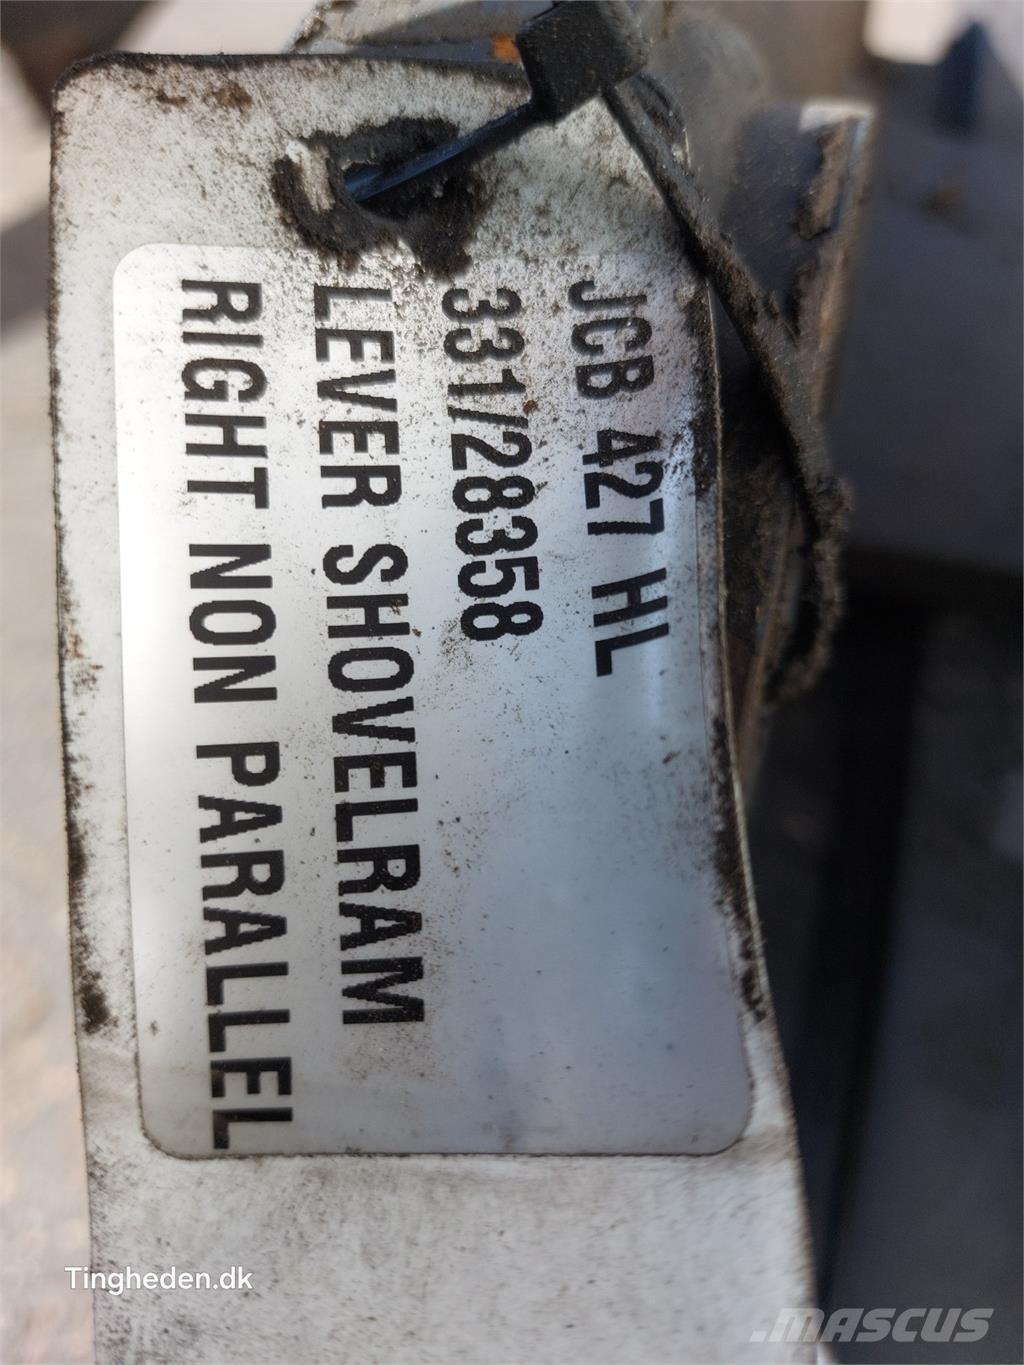 JCB 427 HL
331/28358
LEVER SHOVELRAM
RIGHT NON PARALLEL
Tingheden.dk
MASCUS